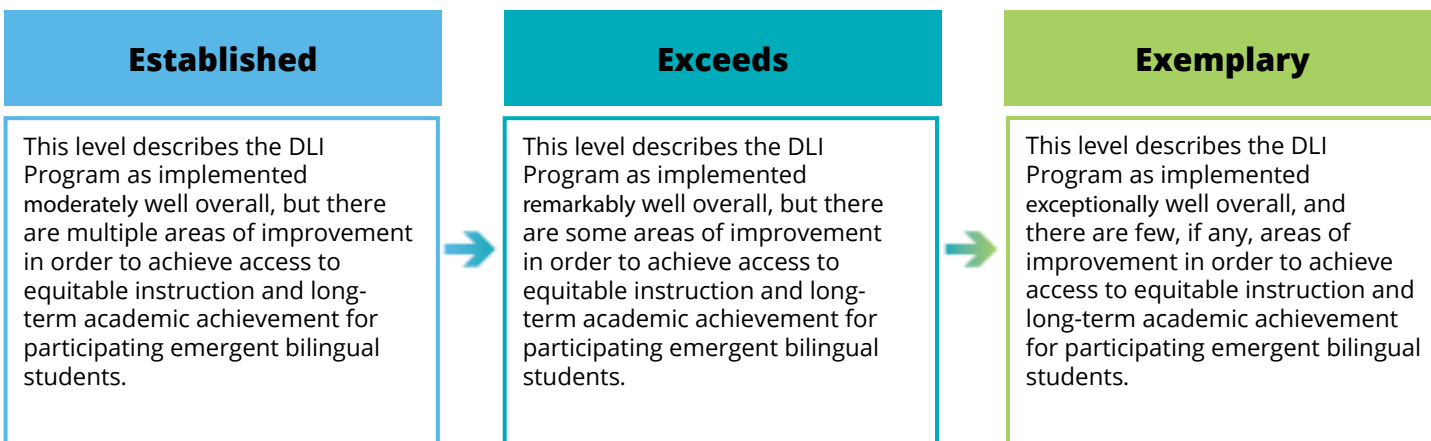 Established
This level describes the DLI
Program as implemented
moderately well overall, but there
are multiple areas of improvement
in order to achieve access to
equitable instruction and long-
term academic achievement for
participating emergent bilingual
students.
Exceeds
This level describes the DLI
Program as implemented
remarkably well overall, but there
are some areas of improvement
in order to achieve access to
equitable instruction and long-
term academic achievement for
participating emergent bilingual
students.
Exemplary
This level describes the DLI
Program as implemented
exceptionally well overall, and
there are few, if any, areas of
improvement in order to achieve
access to equitable instruction and
long-term academic achievement
for participating emergent bilingual
students.